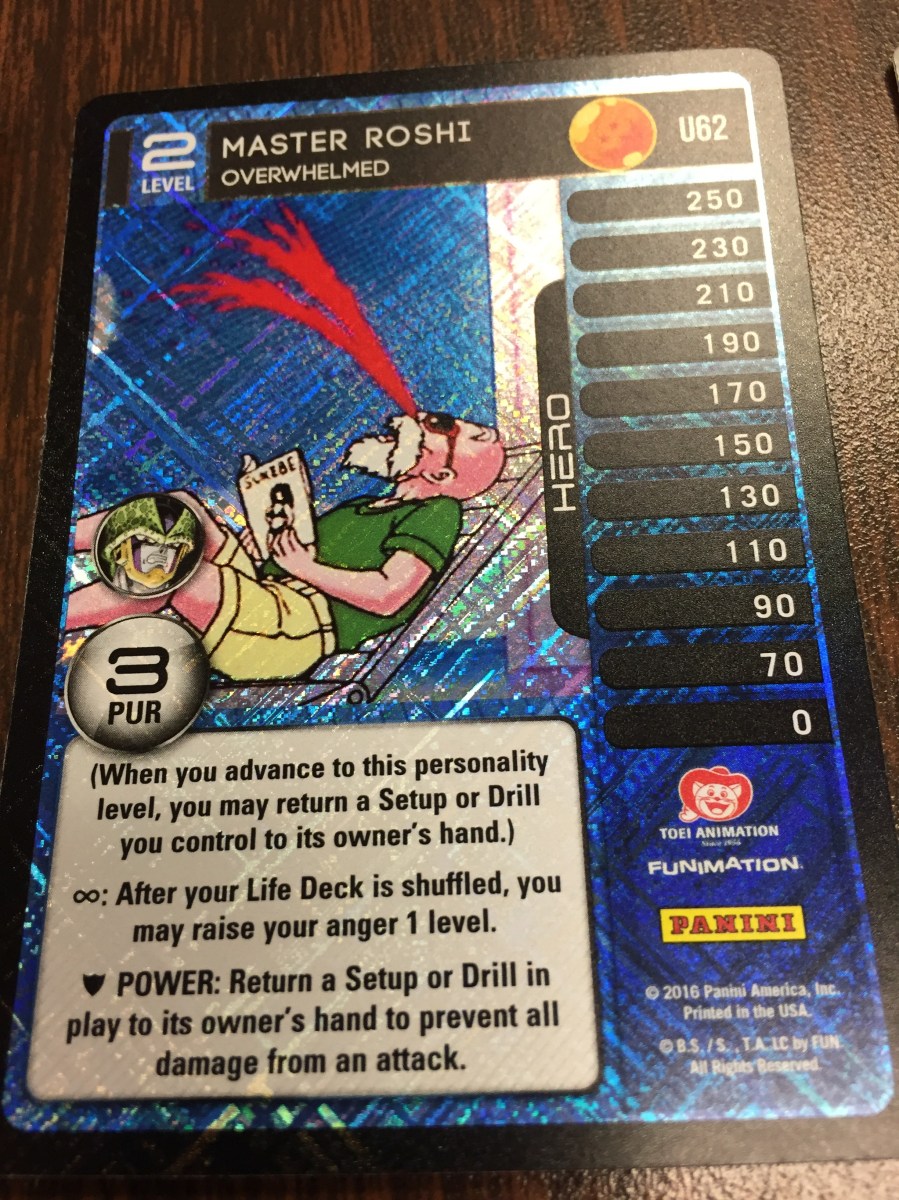 2
LEVEL
MASTER ROSHI
OVERWHELMED
U62
250
230
210
190
170
150
130
110
90
70
0
HERO
3
PUR
(When you advance to this personality
level, you may return a Setup or Drill
you control to its owner's hand.)
∞: After your Life Deck is shuffled, you
may raise your anger 1 level.
POWER: Return a Setup or Drill in
play to its owner's hand to prevent all
damage from an attack.
TOEI ANIMATION
FUNIMATION
PANINI
© 2016 Panini America, Inc.
Printed in the USA.
© B.S. / S. , T.A. LC by FUN
All Rights Reserved.